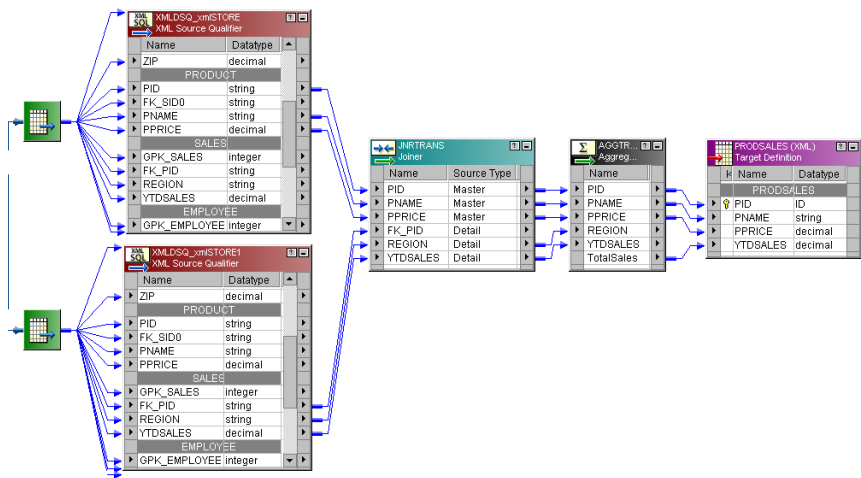 XML SQL XMLDSQ_xmlSTORE
XML Source Qualifier
Name Datatype
ZIP decimal
PRODUCT
PID string
FK_SID0 string
PNAME string
PPRICE decimal
SALES
GPK_SALES integer
FK_PID string
REGION string
YTDSALES decimal
EMPLOYEE
GPK_EMPLOYEE integer
XML SQL XMLDSQ_xmlSTORE1
XML Source Qualifier
Name Datatype
ZIP decimal
PRODUCT
PID string
FK_SID0 string
PNAME string
PPRICE decimal
SALES
GPK_SALES integer
FK_PID string
REGION string
YTDSALES decimal
EMPLOYEE
GPK_EMPLOYEE integer
JNRTRANS
Joiner
Name Source Type
PID Master
PNAME Master
PPRICE Master
FK_PID Detail
REGION Detail
YTDSALES Detail
Σ AGGTR...
Aggreg...
Name
PID
PNAME
PPRICE
REGION
YTDSALES
TotalSales
PRODSALES (XML)
Target Definition
K Name Datatype
PRODSALES
PID ID
PNAME string
PPRICE decimal
YTDSALES decimal